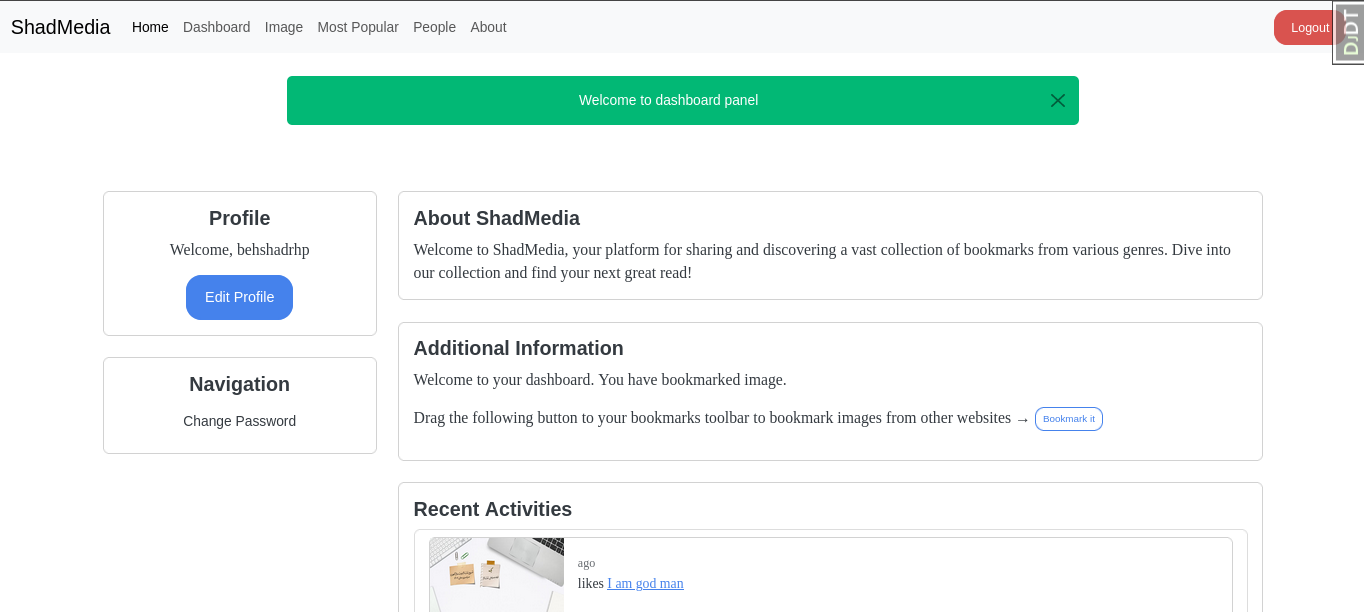 ShadMedia Home Dashboard Image Most Popular People About Logout
DJDT
Welcome to dashboard panel
Profile
Welcome, behshadrhp
Edit Profile
Navigation
Change Password
About ShadMedia
Welcome to ShadMedia, your platform for sharing and discovering a vast collection of bookmarks from various genres. Dive into
our collection and find your next great read!
Additional Information
Welcome to your dashboard. You have bookmarked image.
Drag the following button to your bookmarks toolbar to bookmark images from other websites → Bookmark it
Recent Activities
ago
likes I am god man